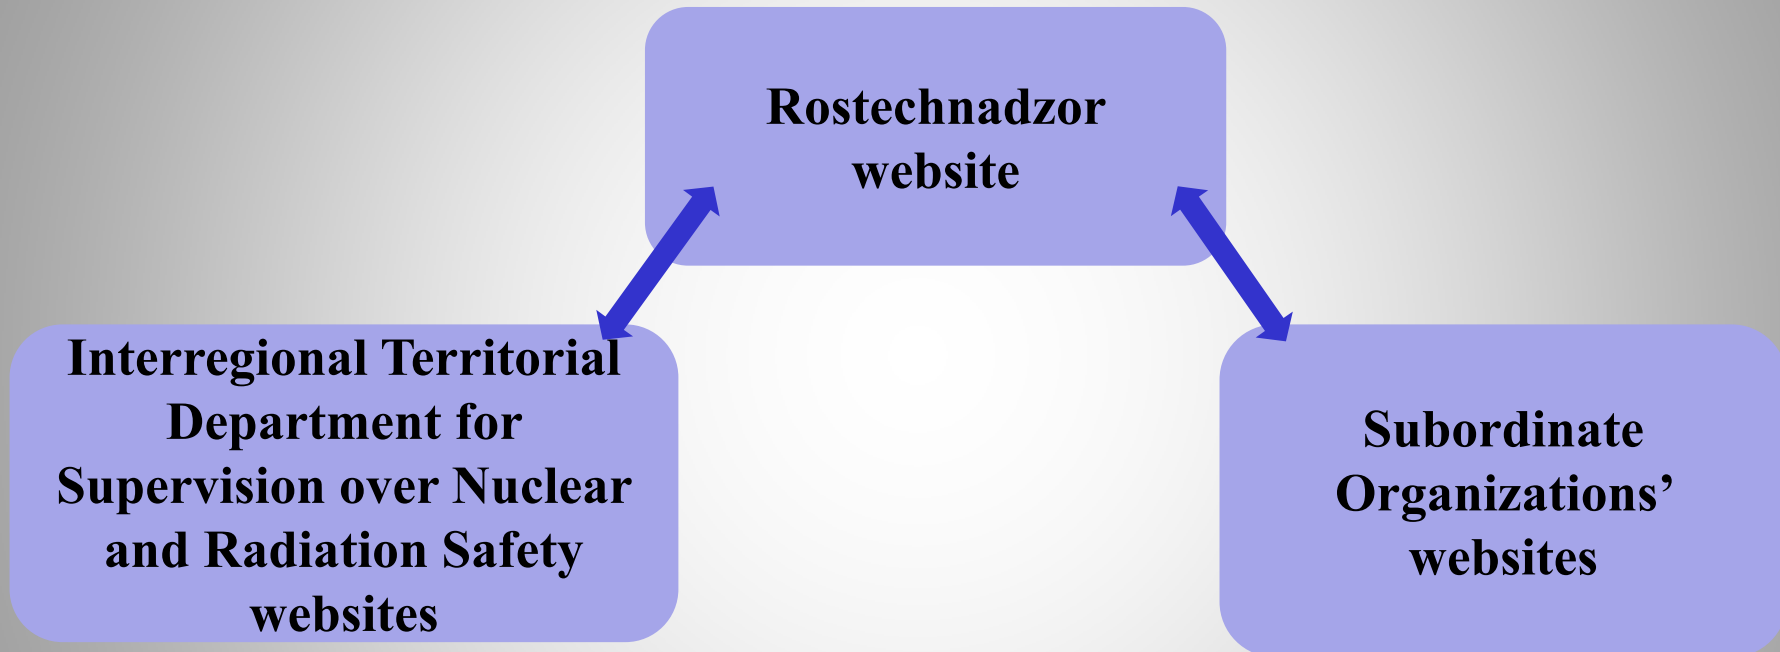 Rostechnadzor
website
Interregional Territorial
Department for
Supervision over Nuclear
and Radiation Safety
websites
Subordinate
Organizations’
websites